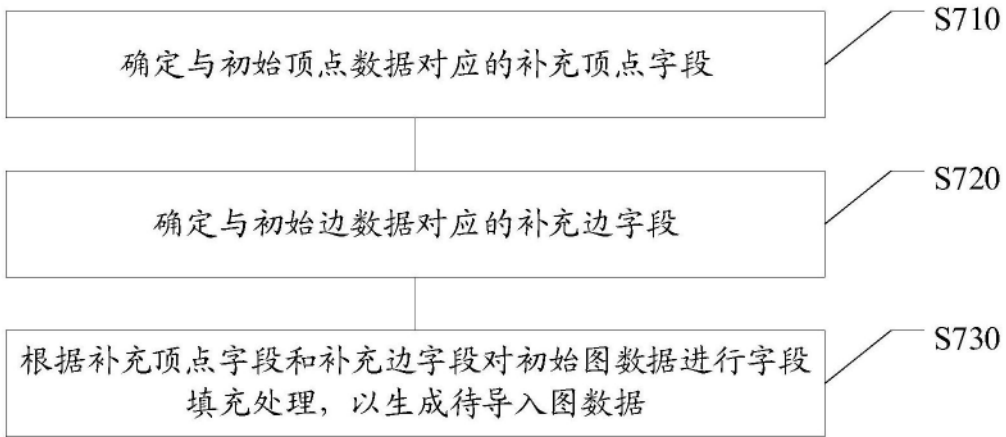 S710
确定与初始顶点数据对应的补充顶点字段
S720
确定与初始边数据对应的补充边字段
S730
根据补充顶点字段和补充边字段对初始图数据进行字段
填充处理，以生成待导入图数据